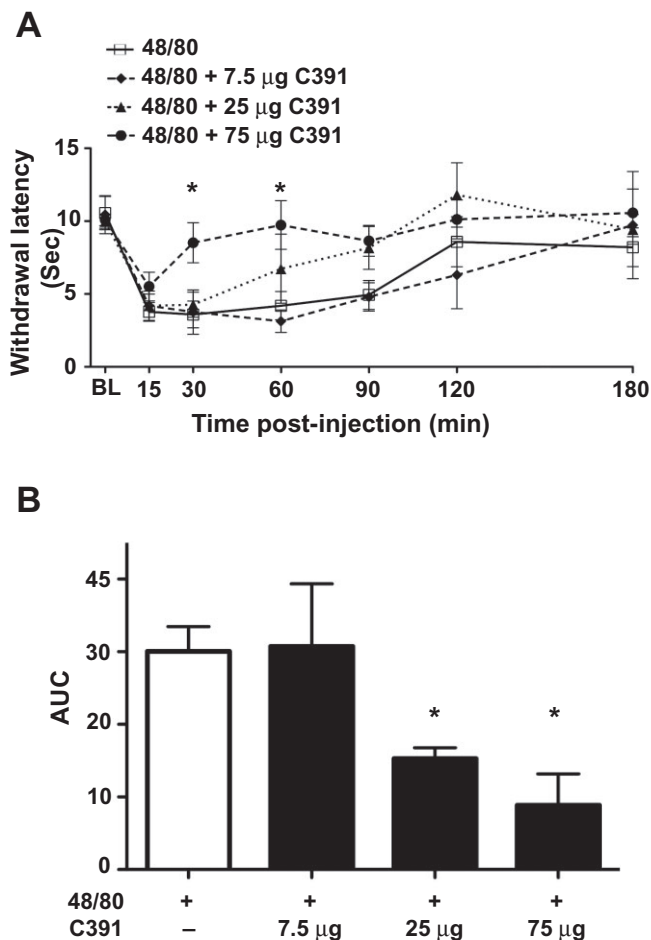 A
48/80
48/80 + 7.5 μg C391
48/80 + 25 μg C391
48/80 + 75 μg C391
15
* *
10
5
0
Withdrawal latency
(Sec)
BL 15 30 60 90 120 180
Time post-injection (min)
B
45
30
20
10
0
AUC
* *
48/80 + + + +
C391 – 7.5 μg 25 μg 75 μg